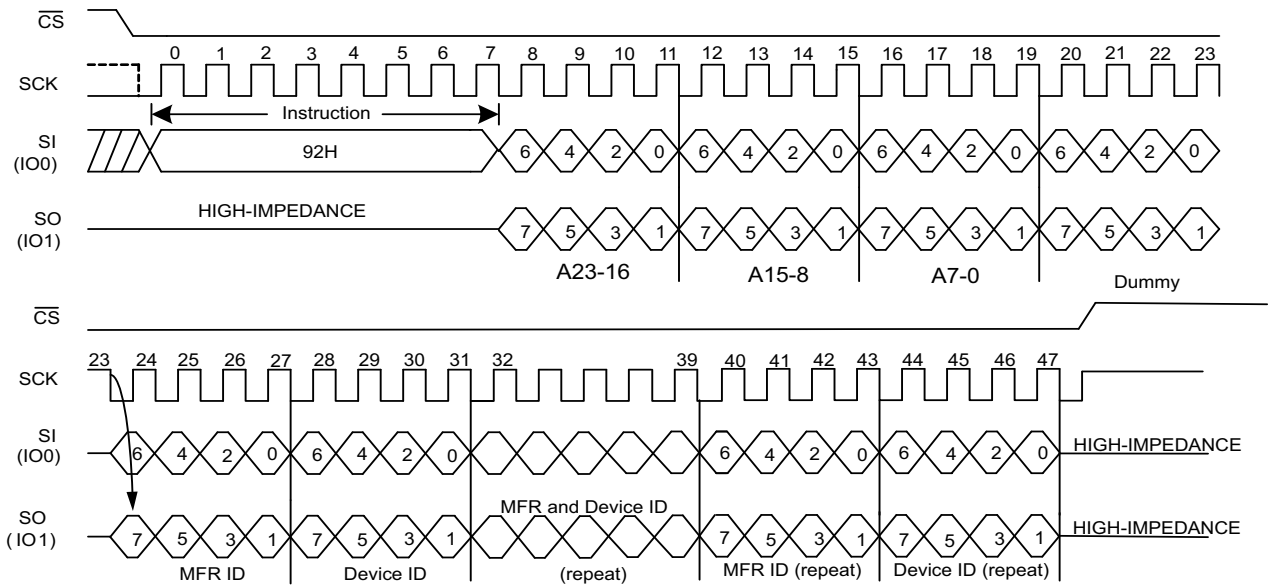 CS
0 1 2 3 4 5 6 7 8 9 10 11 12 13 14 15 16 17 18 19 20 21 22 23
SCK
Instruction
SI
(IO0)
92H 6 4 2 0 6 4 2 0 6 4 2 0 6 4 2 0
HIGH-IMPEDANCE
SO
(IO1)
7 5 3 1 7 5 3 1 7 5 3 1 7 5 3 1
A23-16 A15-8 A7-0 Dummy
CS
23 24 25 26 27 28 29 30 31 32 39 40 41 42 43 44 45 46 47
SCK
SI
(IO0)
6 4 2 0 6 4 2 0 6 4 2 0 6 4 2 0 HIGH-IMPEDANCE
MFR and Device ID
SO
(IO1)
7 5 3 1 7 5 3 1 7 5 3 1 7 5 3 1 HIGH-IMPEDANCE
MFR ID Device ID (repeat) MFR ID (repeat) Device ID (repeat)